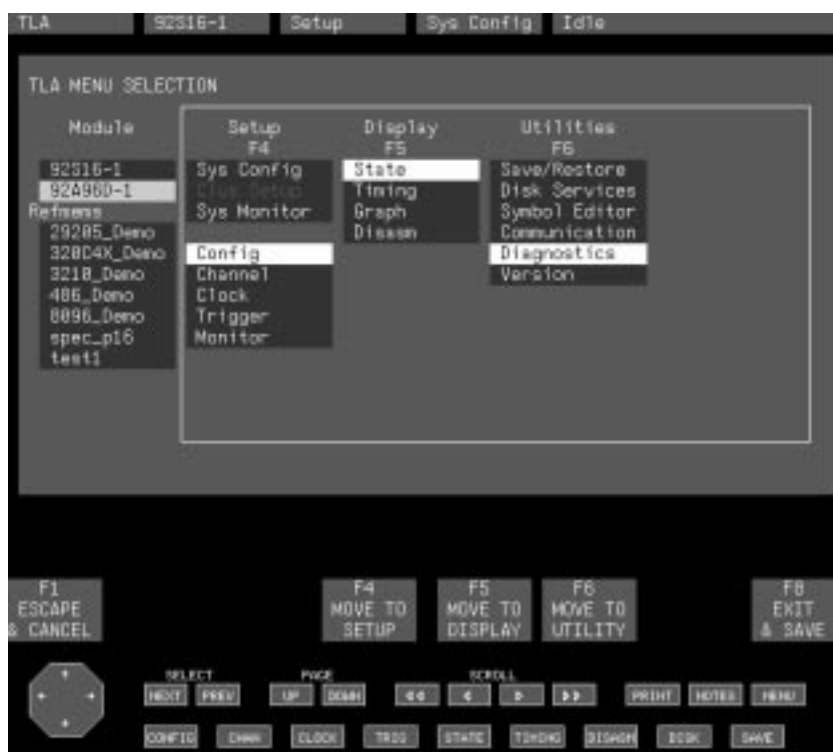 TLA 92S16-1 Setup Sys Config Idle
TLA MENU SELECTION
Module Setup Display Utilities
F4 F5 F6
92S16-1 Sys Config State Save/Restore
92A96D-1 Clus Setup Timing Disk Services
Refmems Sys Monitor Graph Symbol Editor
29205_Demo Disasm Communication
320C4X_Demo Config Diagnostics
3210_Demo Channel Version
486_Demo Clock
8096_Demo Trigger
spec_p16 Monitor
test1
F1 F4 F5 F6 F8
ESCAPE MOVE TO MOVE TO MOVE TO EXIT
& CANCEL SETUP DISPLAY UTILITY & SAVE
SELECT PAGE SCROLL
NEXT PREV UP DOWN PRINT NOTES MENU
CONFIG CHAN CLOCK TRIG STATE TIMING DISASM DISK SAVE